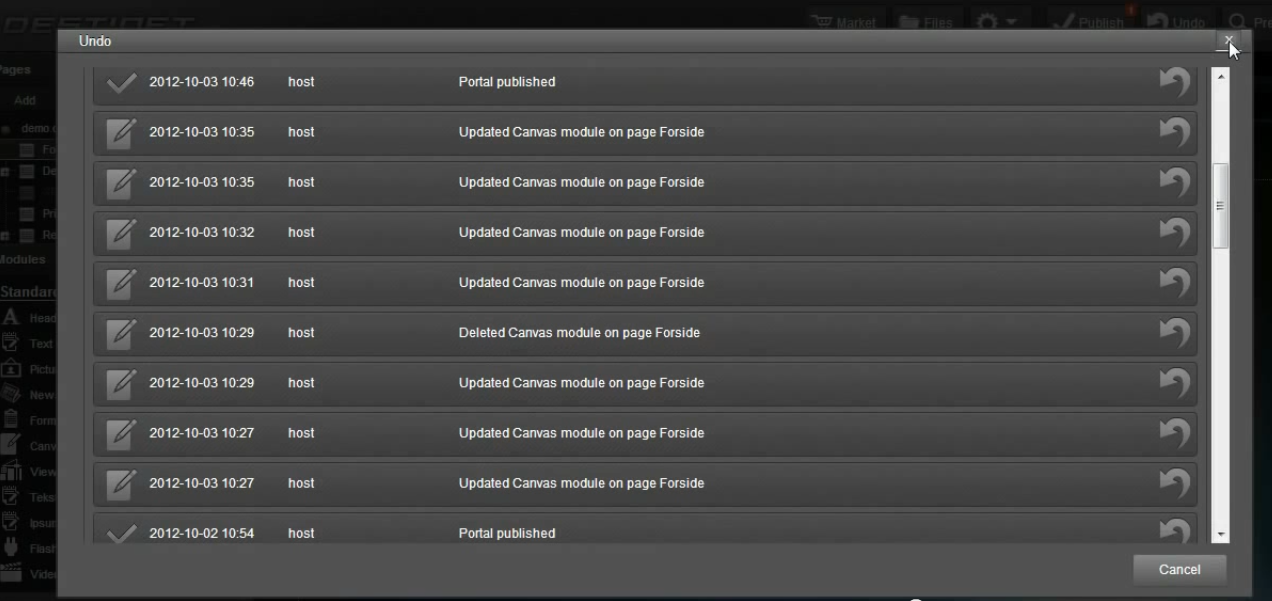 DESTINET
Market Files Publish Undo Pre
Undo
Pages
Add
demo.
Fo
De
Pri
Re
Modules
Standar
Head
Text
Pictu
New
Form
Canv
View
Teks
Ipsun
Flash
Video
2012-10-03 10:46 host Portal published
2012-10-03 10:35 host Updated Canvas module on page Forside
2012-10-03 10:35 host Updated Canvas module on page Forside
2012-10-03 10:32 host Updated Canvas module on page Forside
2012-10-03 10:31 host Updated Canvas module on page Forside
2012-10-03 10:29 host Deleted Canvas module on page Forside
2012-10-03 10:29 host Updated Canvas module on page Forside
2012-10-03 10:27 host Updated Canvas module on page Forside
2012-10-03 10:27 host Updated Canvas module on page Forside
2012-10-02 10:54 host Portal published
Cancel